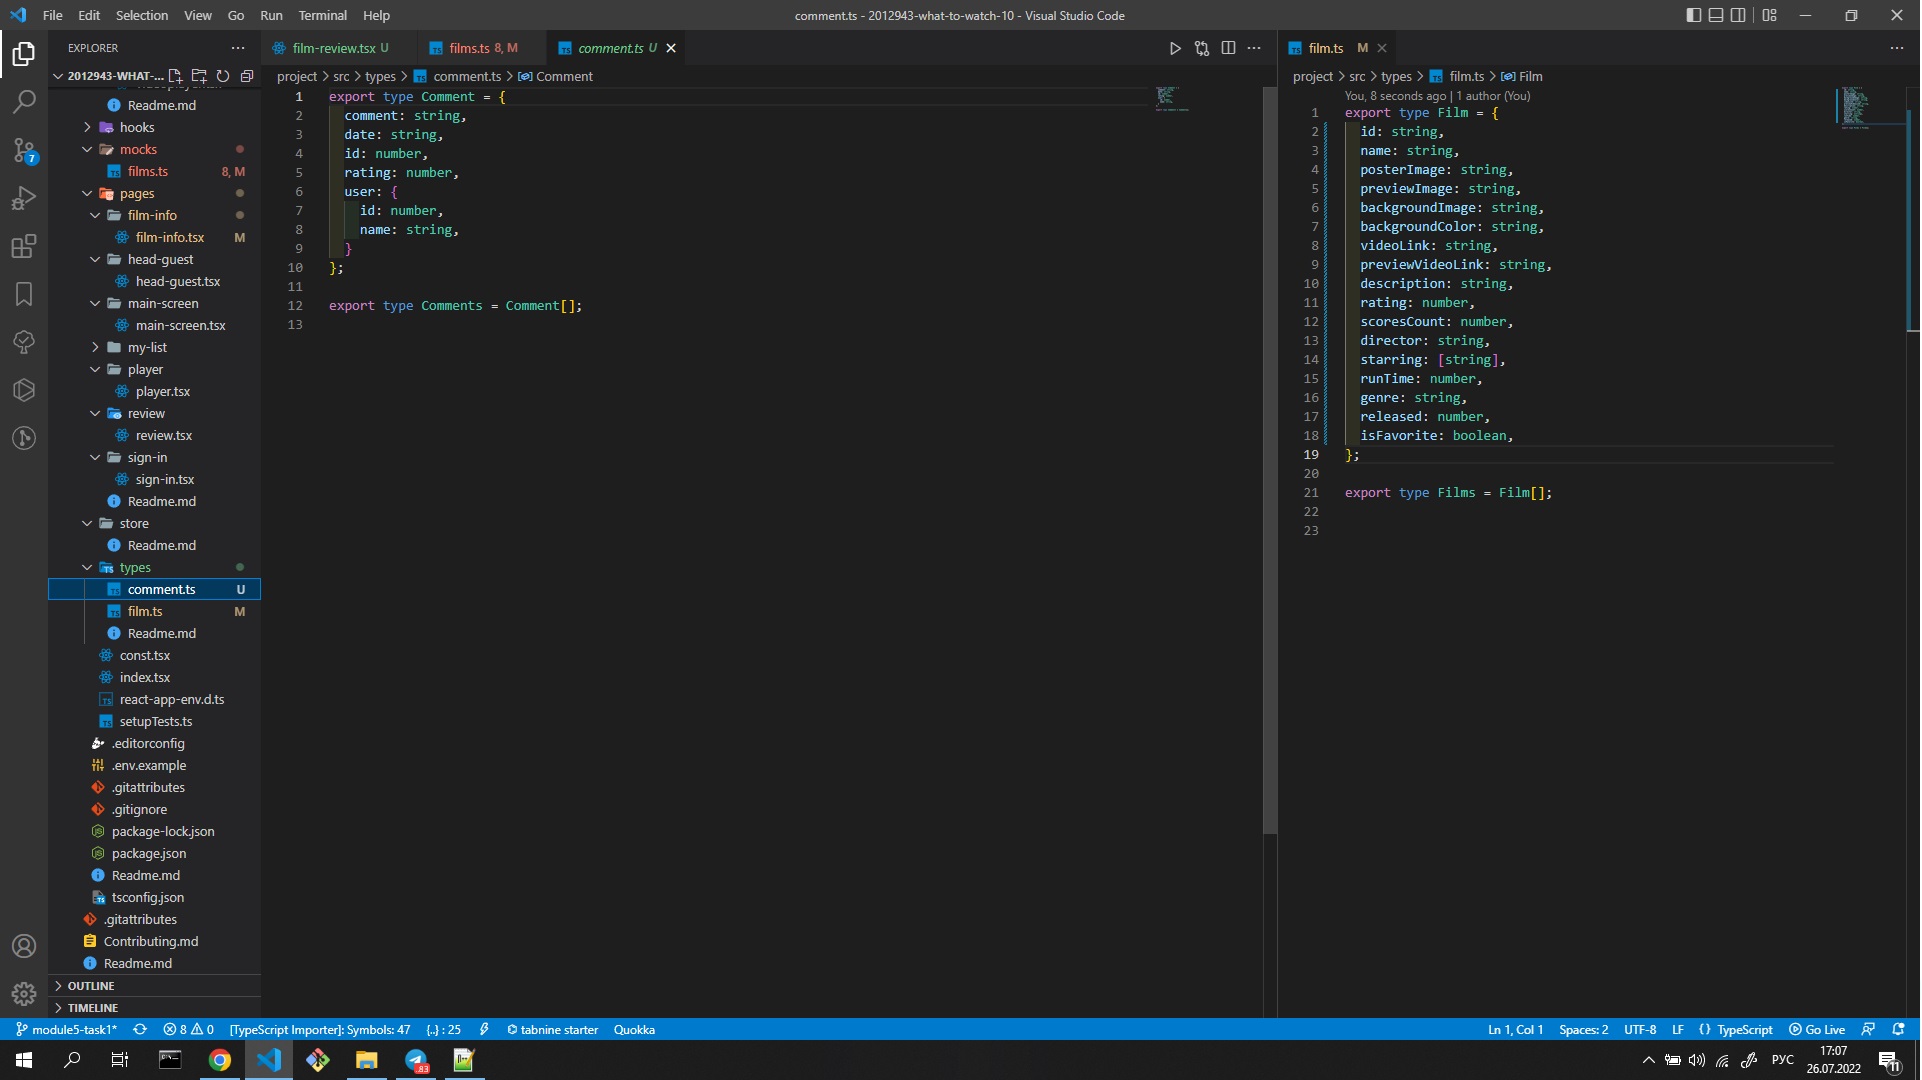 File Edit Selection View Go Run Terminal Help
comment.ts - 2012943-what-to-watch-10 - Visual Studio Code
EXPLORER
2012943-WHAT-...
Readme.md
hooks
mocks
films.ts 8, M
pages
film-info
film-info.tsx M
head-guest
head-guest.tsx
main-screen
main-screen.tsx
my-list
player
player.tsx
review
review.tsx
sign-in
sign-in.tsx
Readme.md
store
Readme.md
types
comment.ts U
film.ts M
Readme.md
const.tsx
index.tsx
react-app-env.d.ts
setupTests.ts
.editorconfig
.env.example
.gitattributes
.gitignore
package-lock.json
package.json
Readme.md
tsconfig.json
.gitattributes
Contributing.md
Readme.md
OUTLINE
TIMELINE
7
film-review.tsx U films.ts 8, M comment.ts U
project > src > types > comment.ts > Comment
1 export type Comment = {
2 comment: string,
3 date: string,
4 id: number,
5 rating: number,
6 user: {
7 id: number,
8 name: string,
9 }
10 };
11
12 export type Comments = Comment[];
13
film.ts M
project > src > types > film.ts > Film
You, 8 seconds ago | 1 author (You)
1 export type Film = {
2 id: string,
3 name: string,
4 posterImage: string,
5 previewImage: string,
6 backgroundImage: string,
7 backgroundColor: string,
8 videoLink: string,
9 previewVideoLink: string,
10 description: string,
11 rating: number,
12 scoresCount: number,
13 director: string,
14 starring: [string],
15 runTime: number,
16 genre: string,
17 released: number,
18 isFavorite: boolean,
19 };
20
21 export type Films = Film[];
22
23
module5-task1* 8 0 [TypeScript Importer]: Symbols: 47 {..} : 25 tabnine starter Quokka
Ln 1, Col 1 Spaces: 2 UTF-8 LF {} TypeScript Go Live
83
РУС
17:07
26.07.2022
11